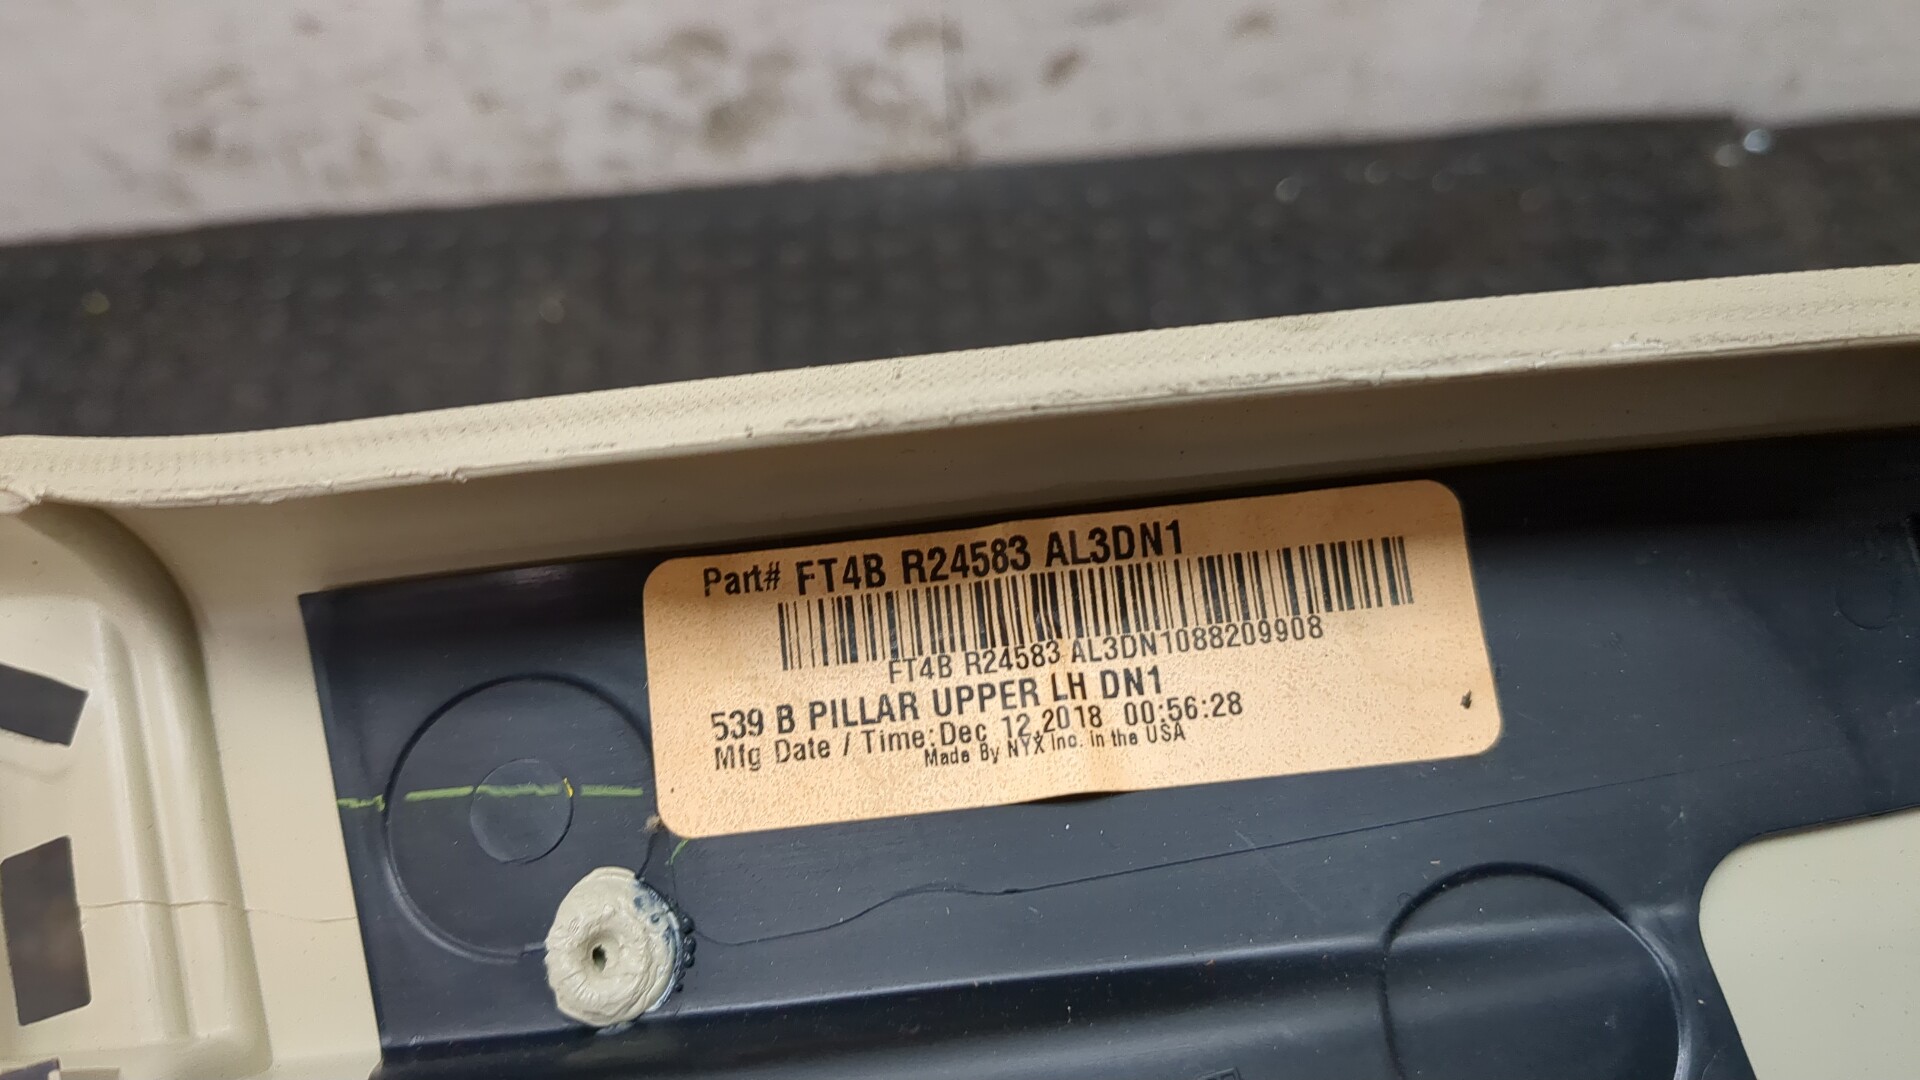 Part# FT4B R24583 AL3DN1
FT4B R24583 AL3DN1088209908
539 B PILLAR UPPER LH DN1
Mfg Date / Time:Dec 12,2018 00:56:28
Made By NYX Inc. in the USA